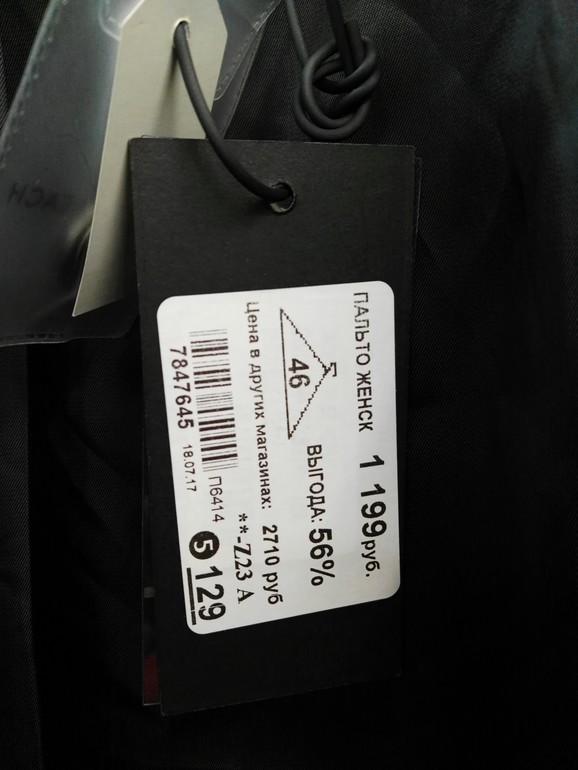 ПАЛЬТО ЖЕНСК
1 199руб.
46
ВЫГОДА: 56%
Цена в других магазинах: 2710 руб
**-Z23 A
П6414
7847645
18.07.17
5 129